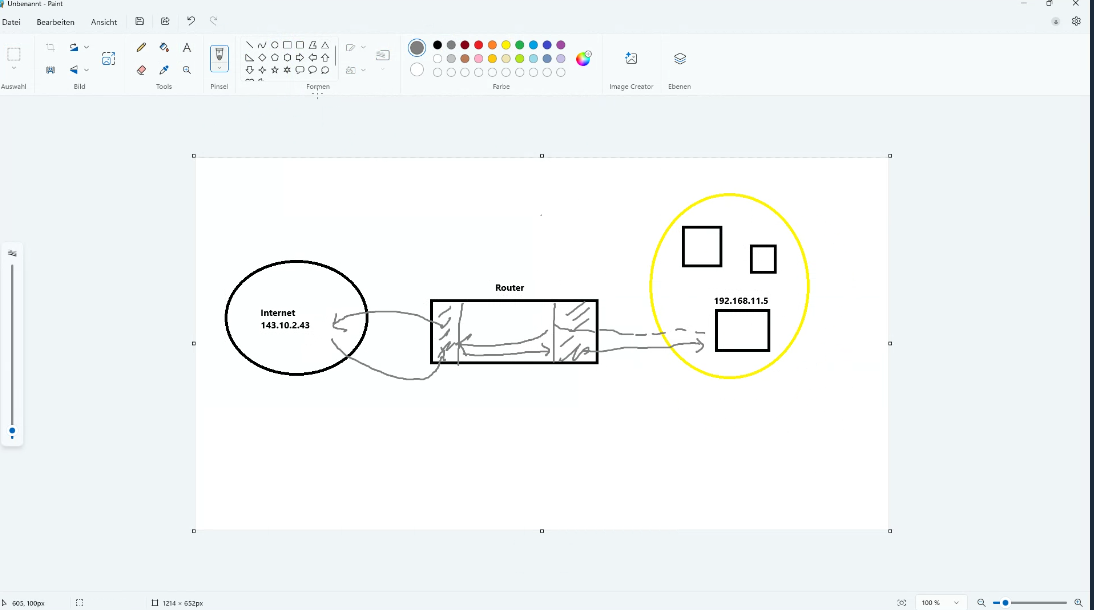 Unbenannt - Paint
Datei Bearbeiten Ansicht
A
Auswahl Bild Tools Pinsel Formen Farbe Image Creator Ebenen
Router
192.168.11.5
Internet
143.10.2.43
605, 100px 1214 × 652px 100 %